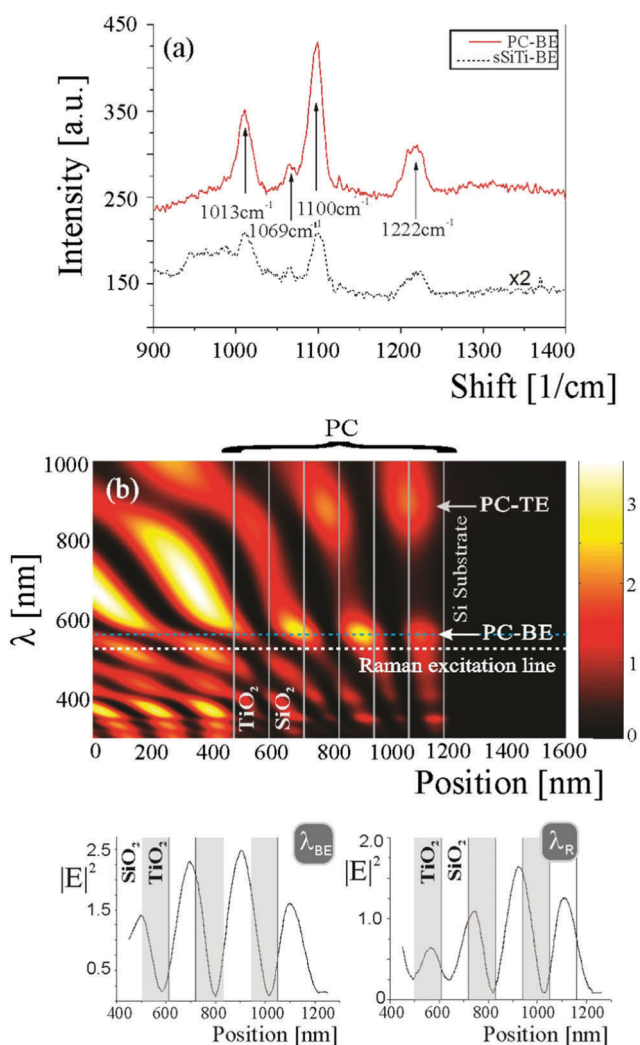 (a)
PC-BE
sSiTi-BE
450
350
250
150
Intensity [a.u.]
1013cm-1
1069cm-1
1100cm-1
1222cm-1
x2
900 1000 1100 1200 1300 1400
Shift [1/cm]
PC
(b)
1000
800
600
400
λ [nm]
PC-TE
Si Substrate
PC-BE
Raman excitation line
TiO2
SiO2
3
2
1
0
0 200 400 600 800 1000 1200 1400 1600
Position [nm]
SiO2
TiO2
λBE
|E|2
2.5
1.5
0.5
400 600 800 1000 1200
Position [nm]
TiO2
SiO2
λR
|E|2
2.0
1.0
0
400 600 800 1000 1200
Position [nm]